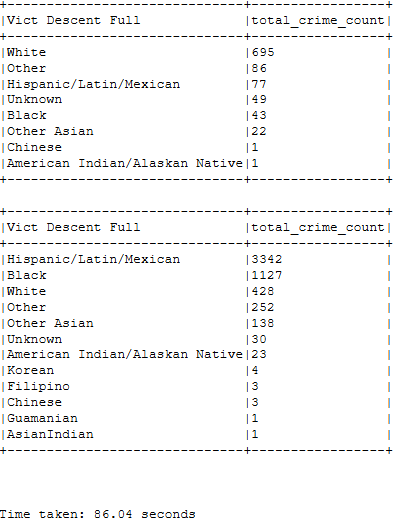 +------------------------------+-----------------+
|Vict Descent Full             |total_crime_count|
+------------------------------+-----------------+
|White                         |695              |
|Other                         |86               |
|Hispanic/Latin/Mexican        |77               |
|Unknown                       |49               |
|Black                         |43               |
|Other Asian                   |22               |
|Chinese                       |1                |
|American Indian/Alaskan Native|1                |
+------------------------------+-----------------+

+------------------------------+-----------------+
|Vict Descent Full             |total_crime_count|
+------------------------------+-----------------+
|Hispanic/Latin/Mexican        |3342             |
|Black                         |1127             |
|White                         |428              |
|Other                         |252              |
|Other Asian                   |138              |
|Unknown                       |30               |
|American Indian/Alaskan Native|23               |
|Korean                        |4                |
|Filipino                      |3                |
|Chinese                       |3                |
|Guamanian                     |1                |
|AsianIndian                   |1                |
+------------------------------+-----------------+

Time taken: 86.04 seconds